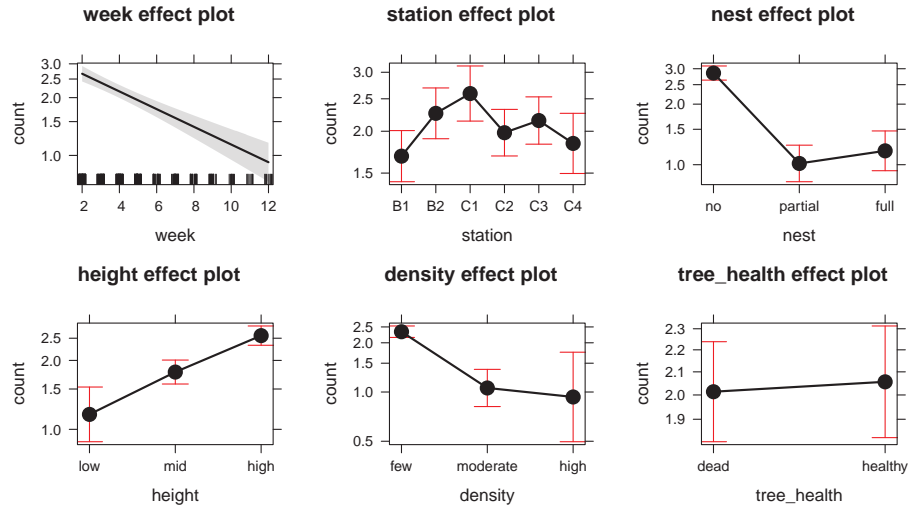 week effect plot
count
3.0
2.5
2.0
1.5
1.0
2 4 6 8 10 12
week
station effect plot
count
3.0
2.5
2.0
1.5
B1 B2 C1 C2 C3 C4
station
nest effect plot
count
3.0
2.5
2.0
1.5
1.0
no partial full
nest
height effect plot
count
2.5
2.0
1.5
1.0
low mid high
height
density effect plot
count
2.5
2.0
1.5
1.0
0.5
few moderate high
density
tree_health effect plot
count
2.3
2.2
2.1
2.0
1.9
dead healthy
tree_health